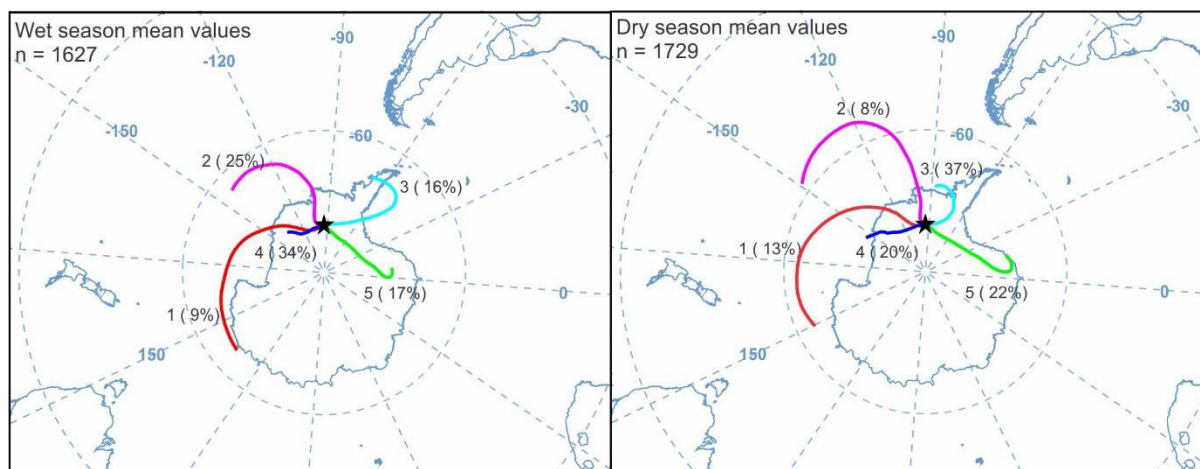 Wet season mean values
n = 1627
-90
-120
-30
-150
-60
2 ( 25%)
3 ( 16%)
4 ( 34%)
5 ( 17%)
0
1 ( 9%)
150
Dry season mean values
n = 1729
-90
-120
-30
2 ( 8%)
-150
-60
3 ( 37%)
1 ( 13%)
4 ( 20%)
5 ( 22%)
0
150